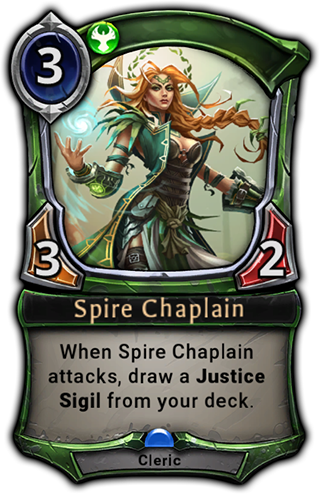 3
3
2
Spire Chaplain
When Spire Chaplain
attacks, draw a Justice
Sigil from your deck.
Cleric